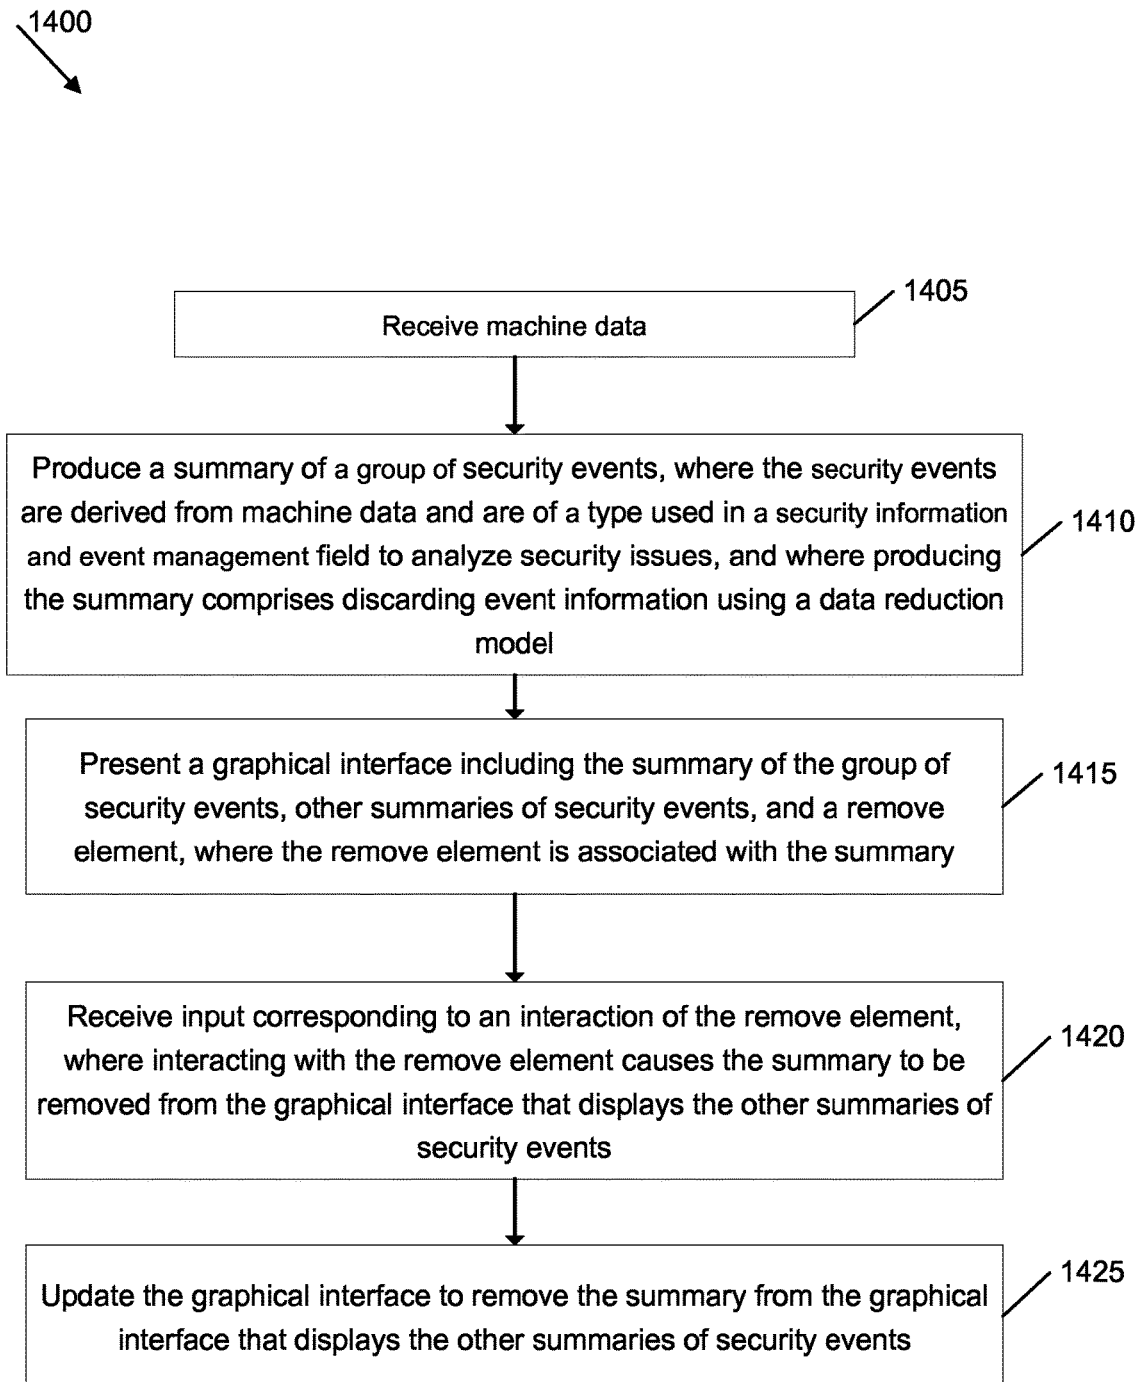 1400
Receive machine data
1405
Produce a summary of a group of security events, where the security events
are derived from machine data and are of a type used in a security information
and event management field to analyze security issues, and where producing
the summary comprises discarding event information using a data reduction
model
1410
Present a graphical interface including the summary of the group of
security events, other summaries of security events, and a remove
element, where the remove element is associated with the summary
1415
Receive input corresponding to an interaction of the remove element,
where interacting with the remove element causes the summary to be
removed from the graphical interface that displays the other summaries of
security events
1420
Update the graphical interface to remove the summary from the graphical
interface that displays the other summaries of security events
1425